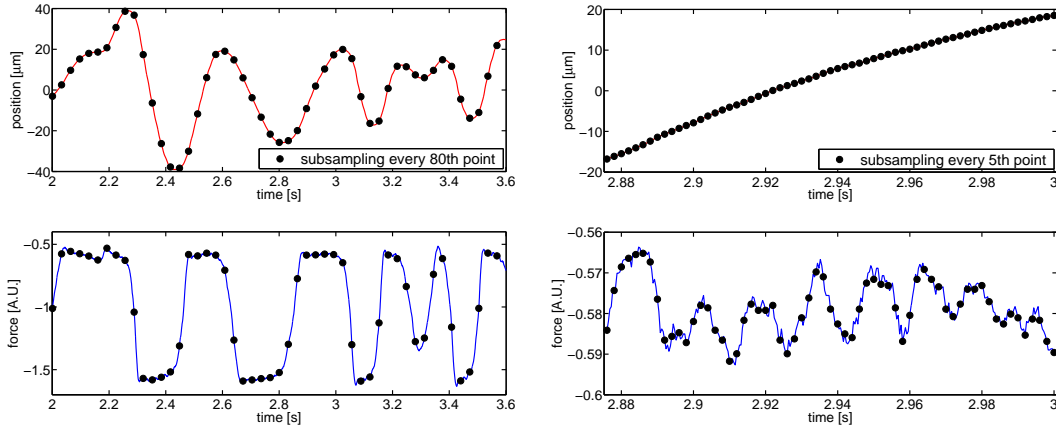 40
20
0
−20
−40
position [µm]
2 2.2 2.4 2.6 2.8 3 3.2 3.4 3.6
time [s]
subsampling every 80th point
20
10
0
−10
−20
position [µm]
2.88 2.9 2.92 2.94 2.96 2.98 3
time [s]
subsampling every 5th point
−0.5
−1
−1.5
force [A.U.]
2 2.2 2.4 2.6 2.8 3 3.2 3.4 3.6
time [s]
−0.56
−0.57
−0.58
−0.59
−0.6
force [A.U.]
2.88 2.9 2.92 2.94 2.96 2.98 3
time [s]